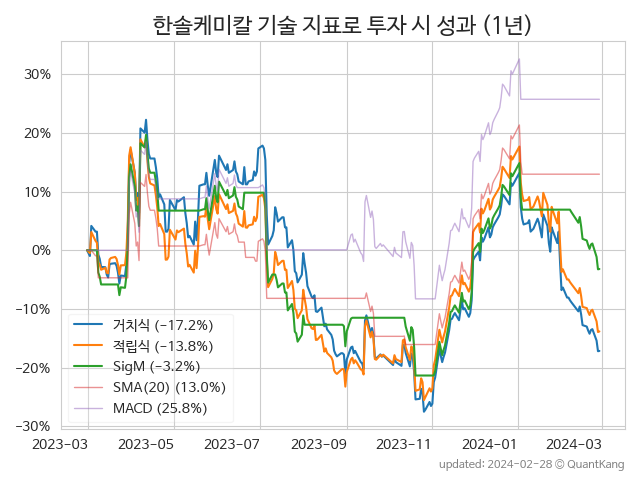 한솔케미칼 기술 지표로 투자 시 성과 (1년)
30%
20%
10%
0%
−10%
−20%
−30%
거치식 (−17.2%)
적립식 (−13.8%)
SigM (−3.2%)
SMA(20) (13.0%)
MACD (25.8%)
2023−03 2023−05 2023−07 2023−09 2023−11 2024−01 2024−03
updated: 2024−02−28 ⓒ QuantKang